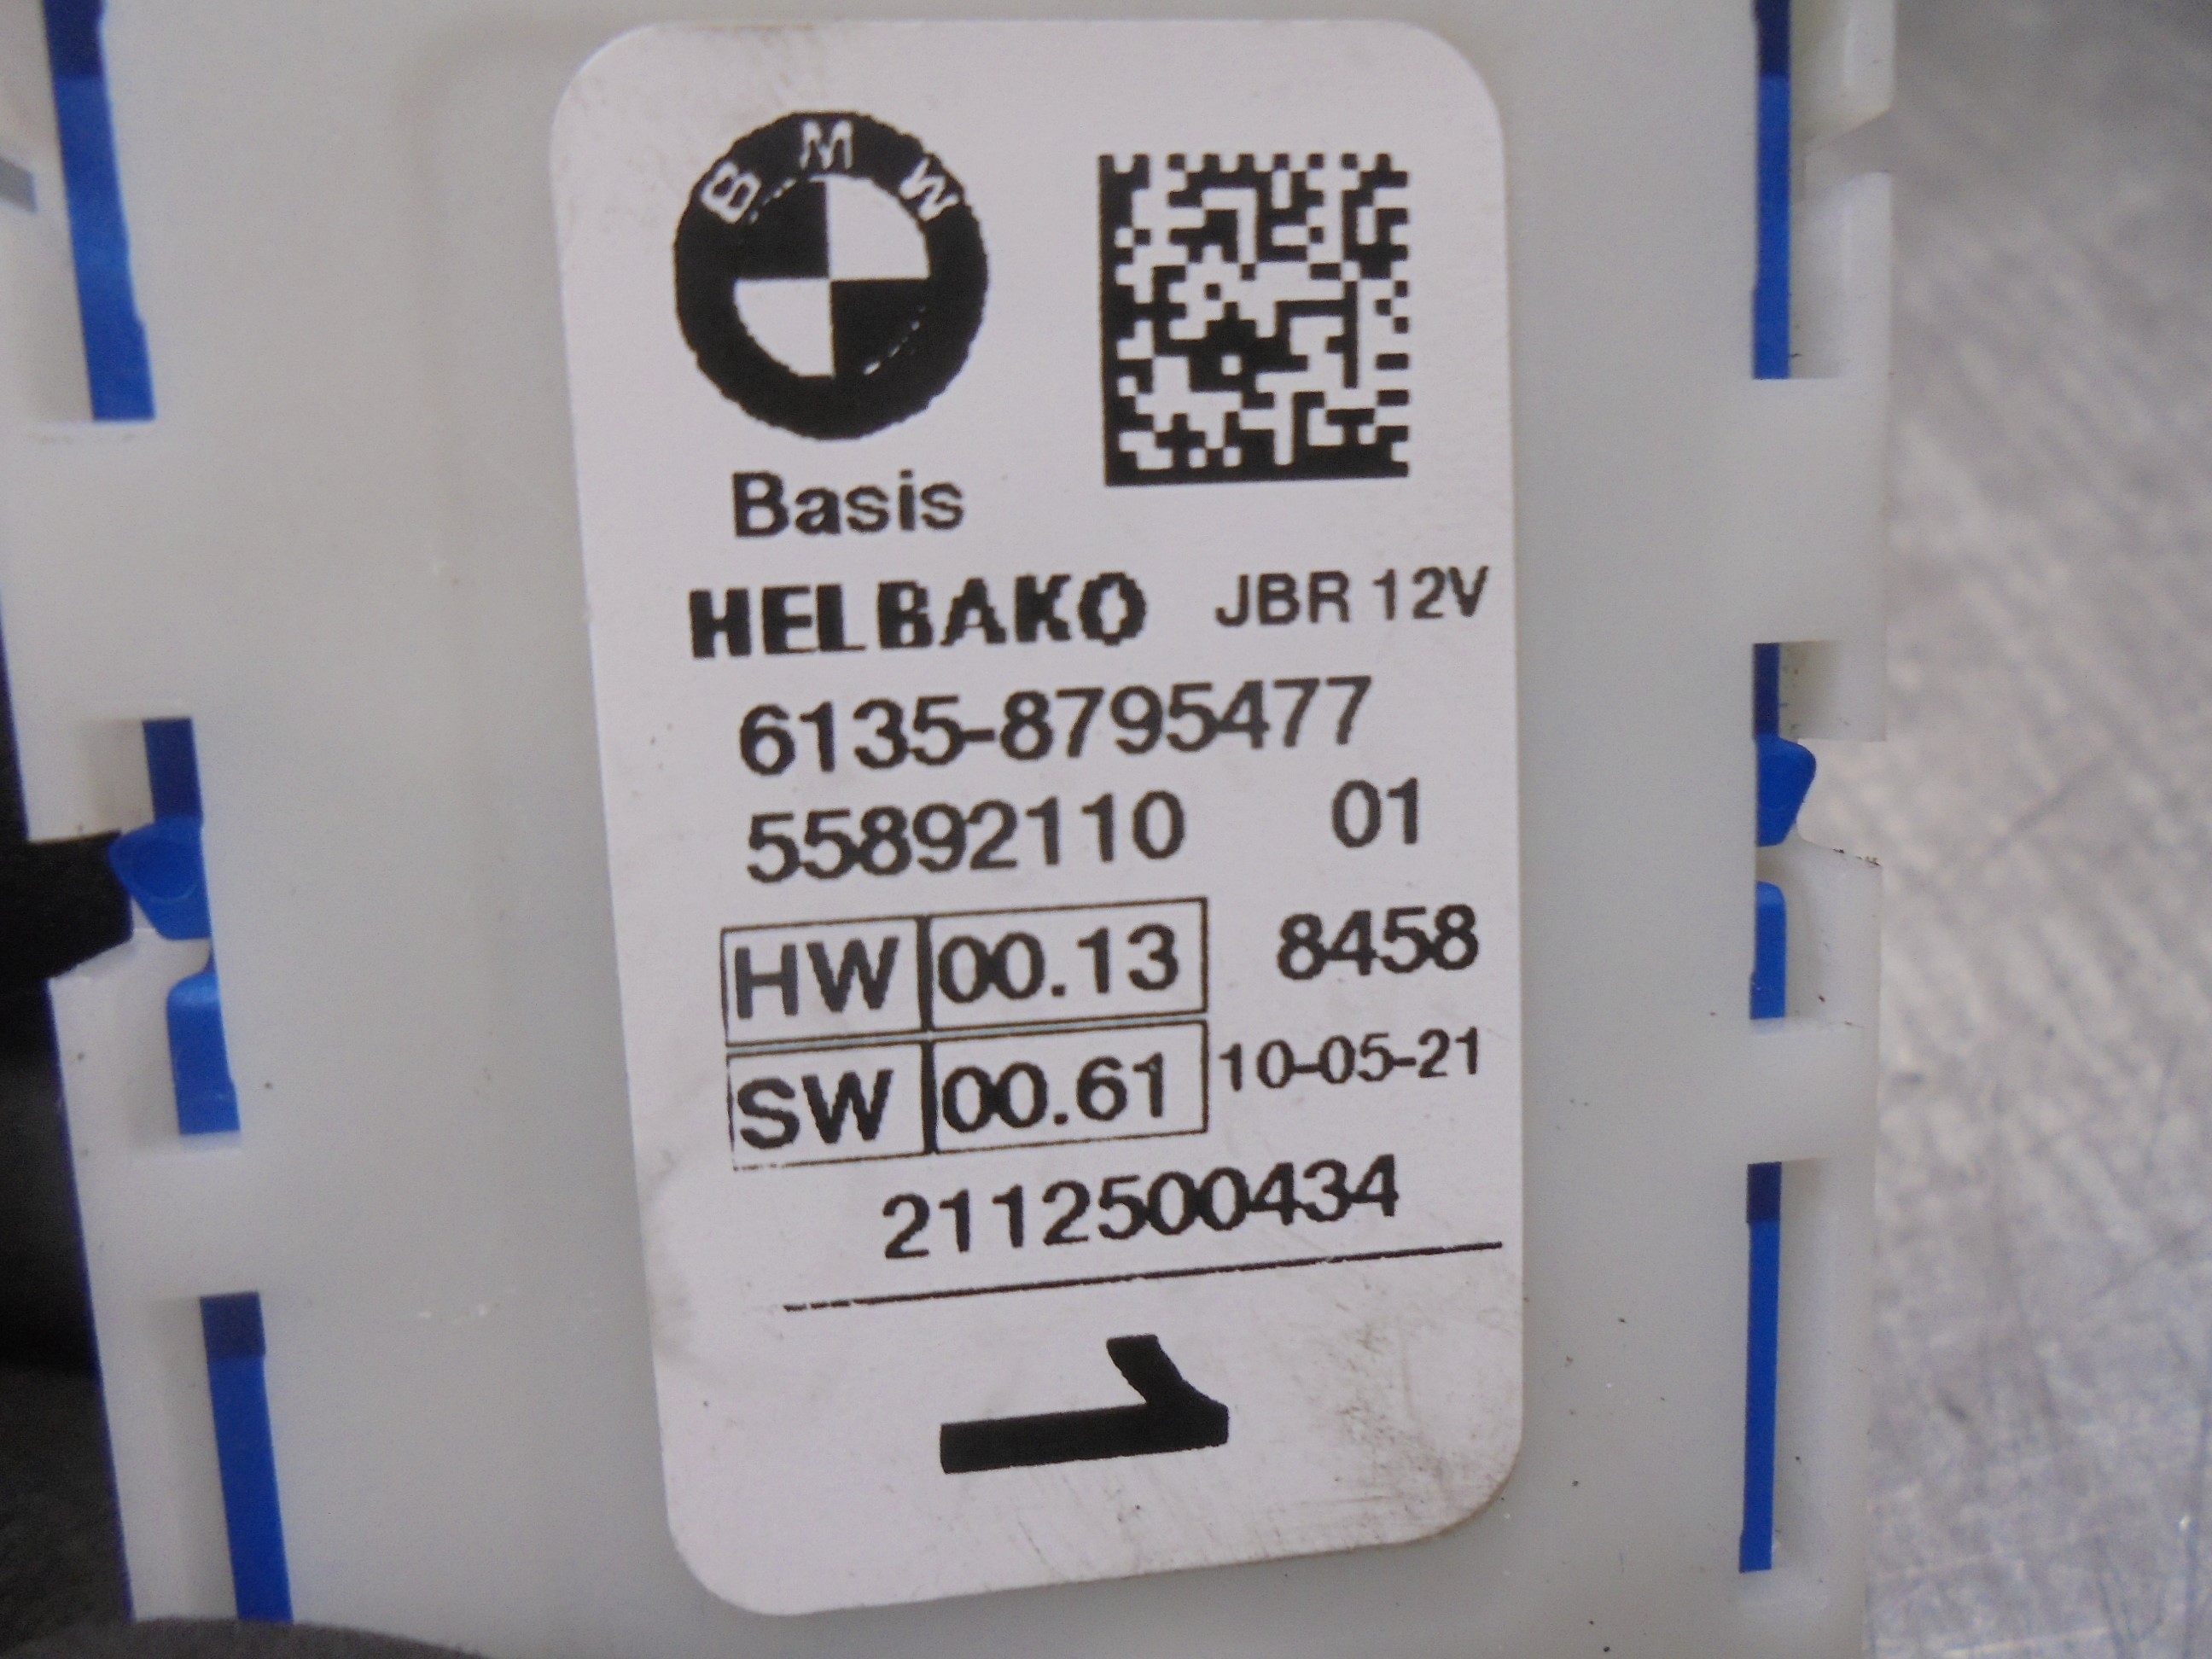 BMW
Basis
HELBAKO JBR 12V
6135-8795477
55892110 01
HW 00.13 8458
SW 00.61 10-05-21
2112500434
1